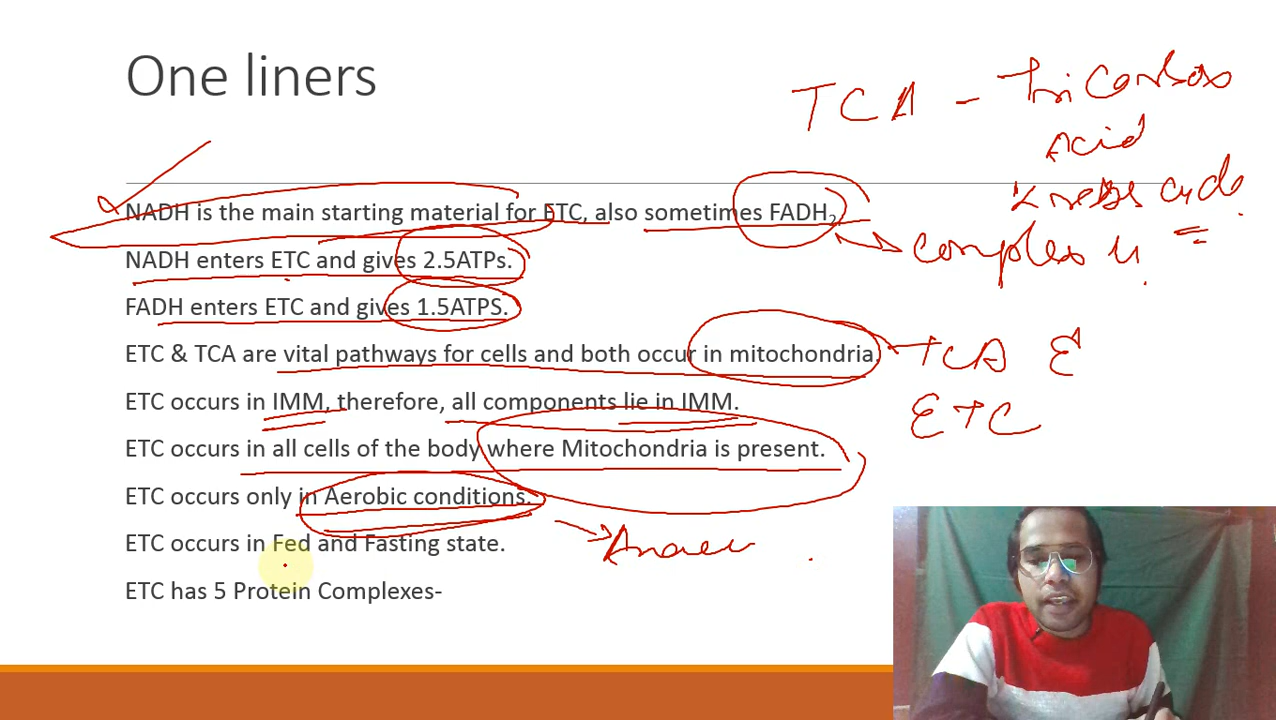 One liners
TCA - Tri Carbox
Acid
Krebs cycle
NADH is the main starting material for ETC, also sometimes FADH₂
Complex II
NADH enters ETC and gives 2.5ATPs.
FADH enters ETC and gives 1.5ATPS.
ETC & TCA are vital pathways for cells and both occur in mitochondria.
TCA &
ETC
ETC occurs in IMM, therefore, all components lie in IMM.
ETC occurs in all cells of the body where Mitochondria is present.
ETC occurs only in Aerobic conditions.
ETC occurs in Fed and Fasting state.
ETC has 5 Protein Complexes-